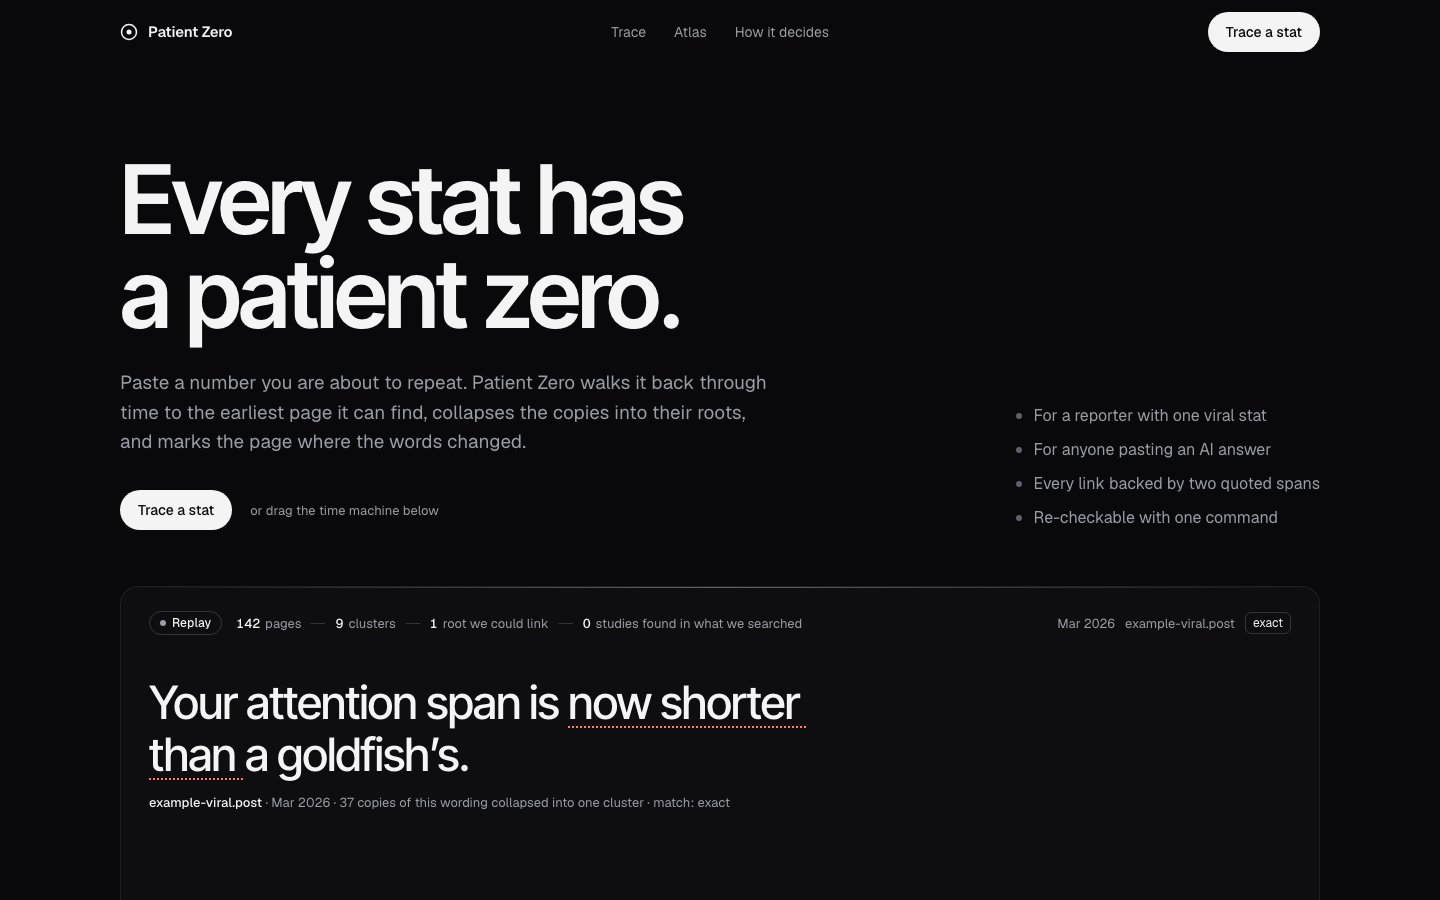 Patient Zero
Trace
Atlas
How it decides
Trace a stat
Every stat has
a patient zero.
Paste a number you are about to repeat. Patient Zero walks it back through
time to the earliest page it can find, collapses the copies into their roots,
and marks the page where the words changed.
Trace a stat
or drag the time machine below
For a reporter with one viral stat
For anyone pasting an AI answer
Every link backed by two quoted spans
Re-checkable with one command
Replay
142 pages — 9 clusters — 1 root we could link — 0 studies found in what we searched
Mar 2026 example-viral.post exact
Your attention span is now shorter
than a goldfish’s.
example-viral.post · Mar 2026 · 37 copies of this wording collapsed into one cluster · match: exact